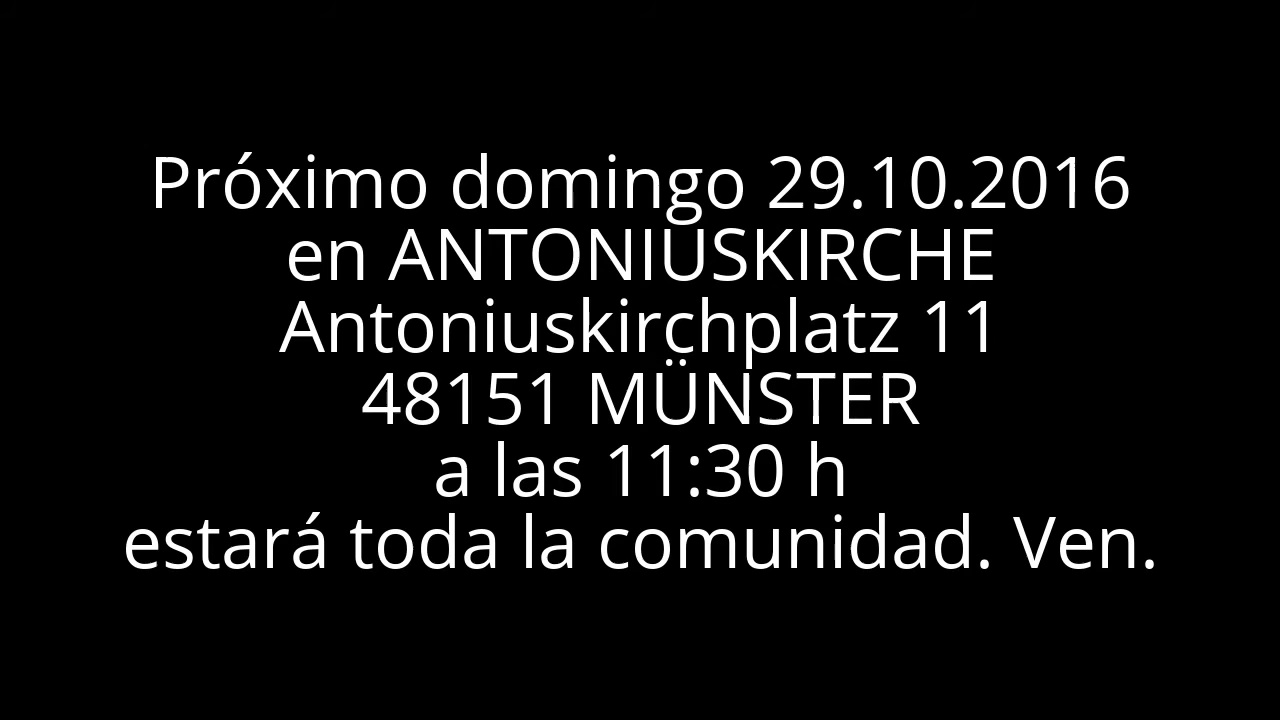 Próximo domingo 29.10.2016
en ANTONIUSKIRCHE
Antoniuskirchplatz 11
48151 MÜNSTER
a las 11:30 h
estará toda la comunidad. Ven.